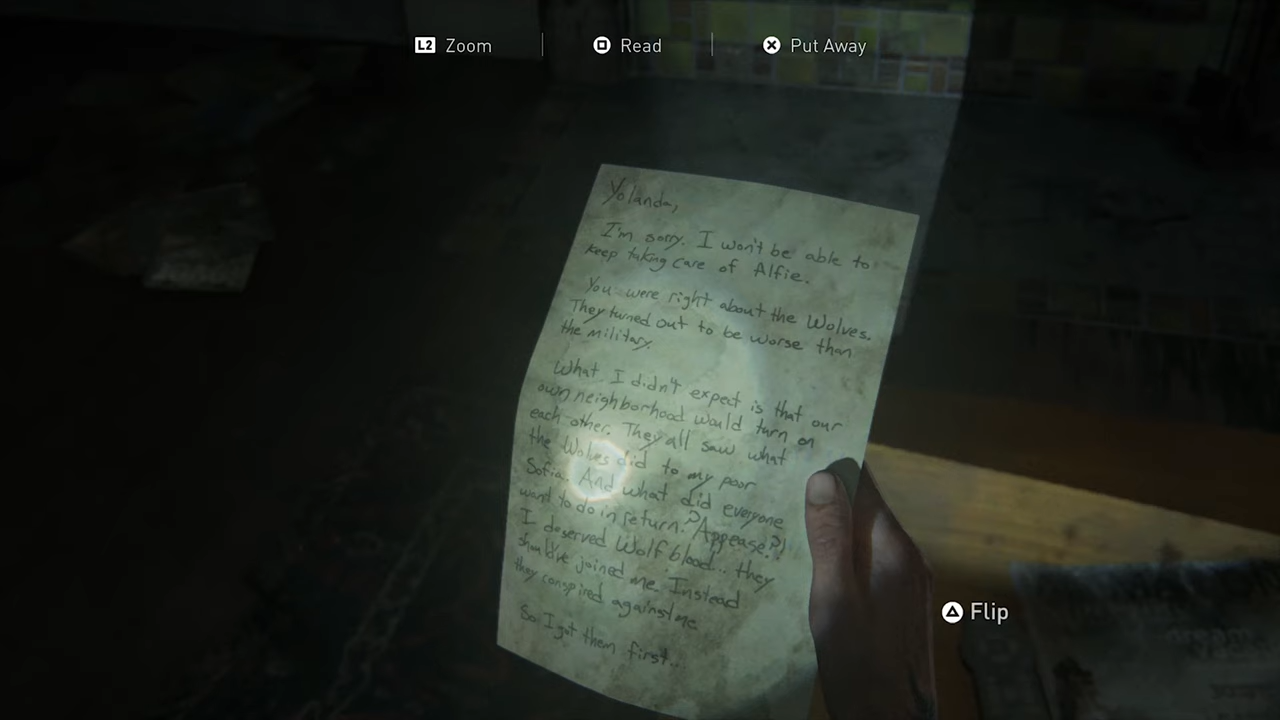 L2 Zoom
Read
Put Away
Yolanda,
I'm sorry. I won't be able to
keep taking care of Alfie.
You were right about the Wolves.
They turned out to be worse than
the military.
What I didn't expect is that our
own neighborhood would turn on
each other. They all saw what
the Wolves did to my poor
Sofia. And what did everyone
want to do in return? Appease?!
I deserved Wolf blood... they
should've joined me. Instead
they conspired against me.
So I got them first...
Flip